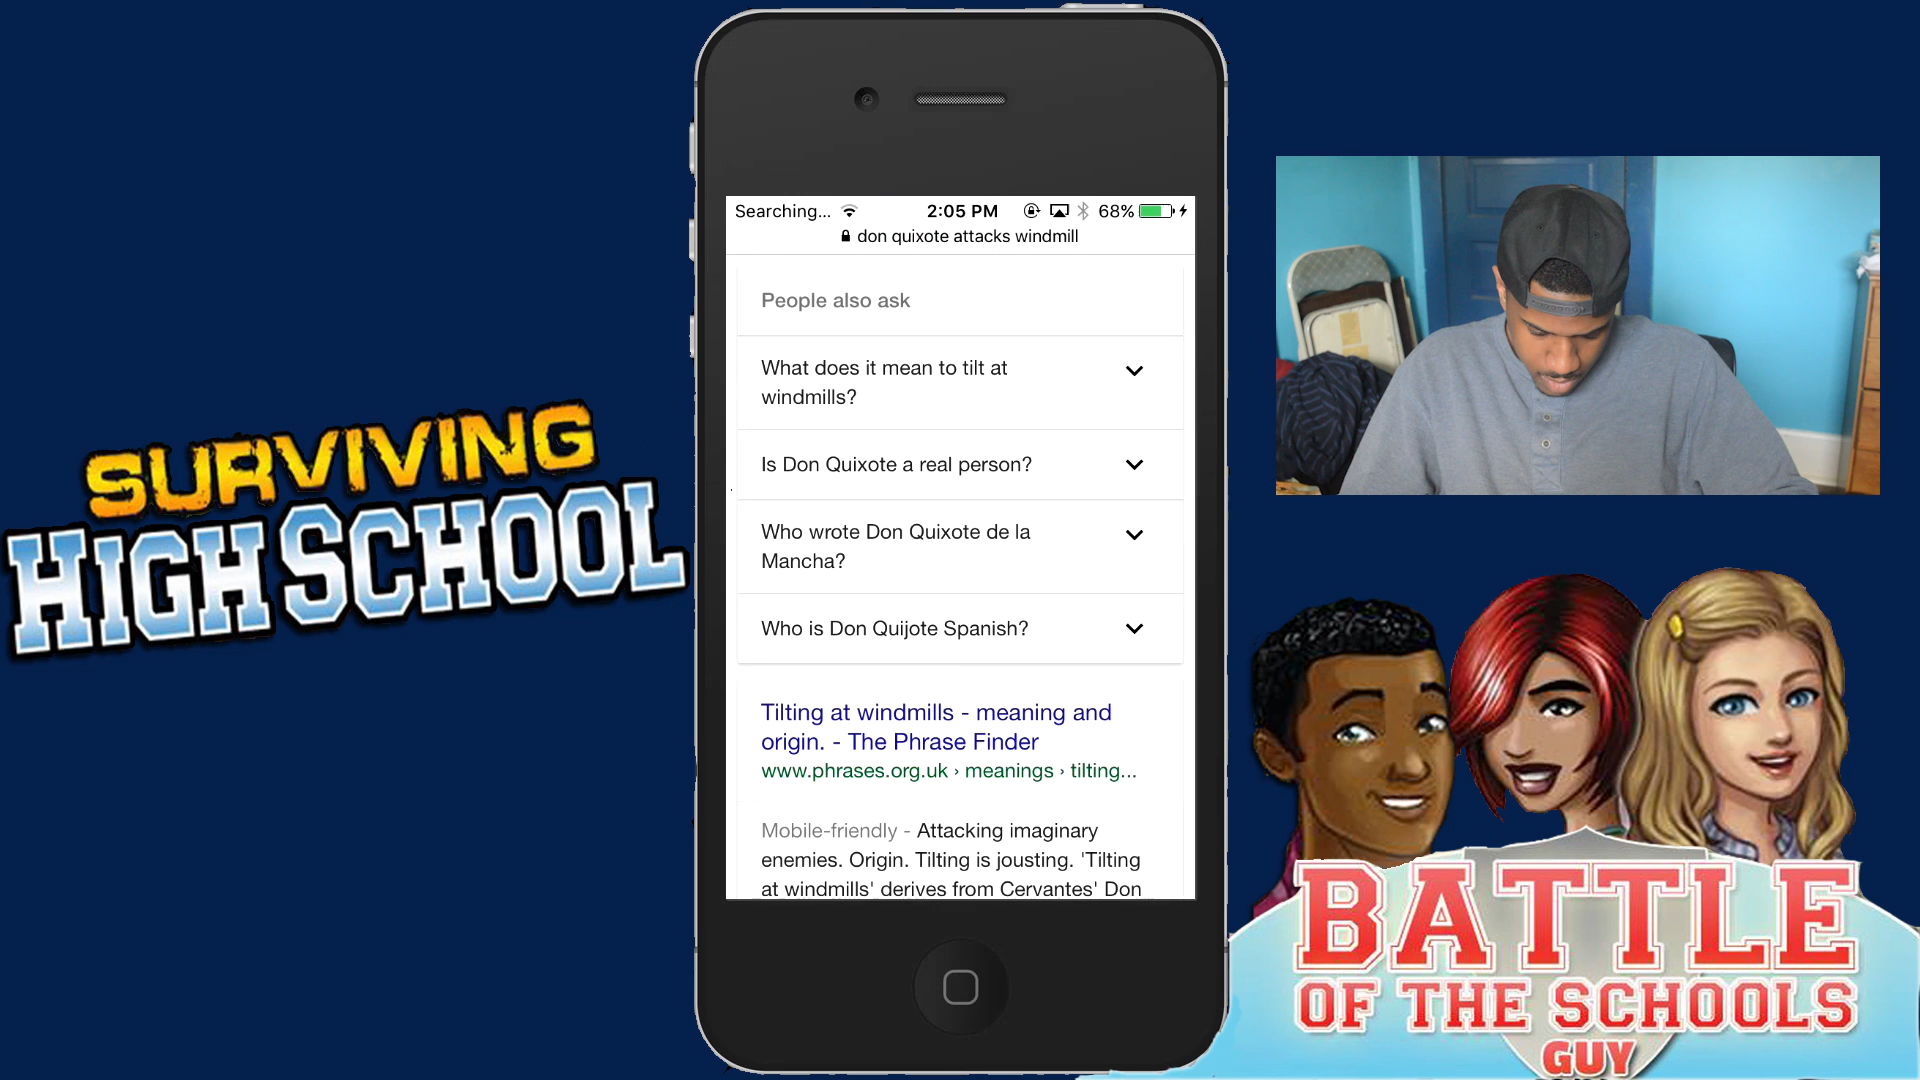 SURVIVING
HIGH SCHOOL
Searching...
2:05 PM
68%
don quixote attacks windmill
People also ask
What does it mean to tilt at
windmills?
Is Don Quixote a real person?
Who wrote Don Quixote de la
Mancha?
Who is Don Quijote Spanish?
Tilting at windmills - meaning and
origin. - The Phrase Finder
www.phrases.org.uk › meanings › tilting...
Mobile-friendly - Attacking imaginary
enemies. Origin. Tilting is jousting. 'Tilting
at windmills' derives from Cervantes' Don
BATTLE
OF THE SCHOOLS
GUY